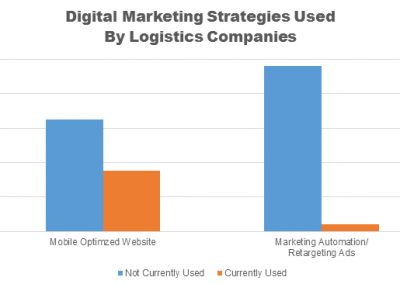 Digital Marketing Strategies Used
By Logistics Companies
Mobile Optimzed Website
Marketing Automation/
Retargeting Ads
Not Currently Used
Currently Used